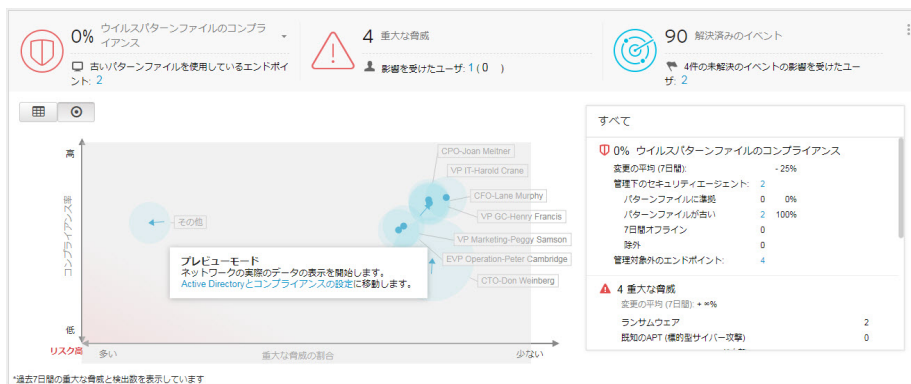 0% ウイルスパターンファイルのコンプラ
イアンス
古いパターンファイルを使用しているエンドポイ
ント: 2
4 重大な脅威
影響を受けたユーザ: 1 ( 0 )
90 解決済みのイベント
4件の未解決のイベントの影響を受けたユー
ザ: 2
高
コンプライアンス率
低
リスク高
多い
重大な脅威の割合
少ない
CPO-Joan Meitner
VP IT-Harold Crane
CFO-Lane Murphy
VP GC-Henry Francis
VP Marketing-Peggy Samson
EVP Operation-Peter Cambridge
CTO-Don Weinberg
その他
プレビューモード
ネットワークの実際のデータの表示を開始します。
Active Directoryとコンプライアンスの設定に移動します。
*過去7日間の重大な脅威と検出数を表示しています
すべて
0% ウイルスパターンファイルのコンプライアンス
変更の平均 (7日間): - 25%
管理下のセキュリティエージェント: 2
パターンファイルに準拠 0 0%
パターンファイルが古い 2 100%
7日間オフライン 0
除外 0
管理対象外のエンドポイント: 4
4 重大な脅威
変更の平均 (7日間): + ∞%
ランサムウェア 2
既知のAPT (標的型サイバー攻撃) 0